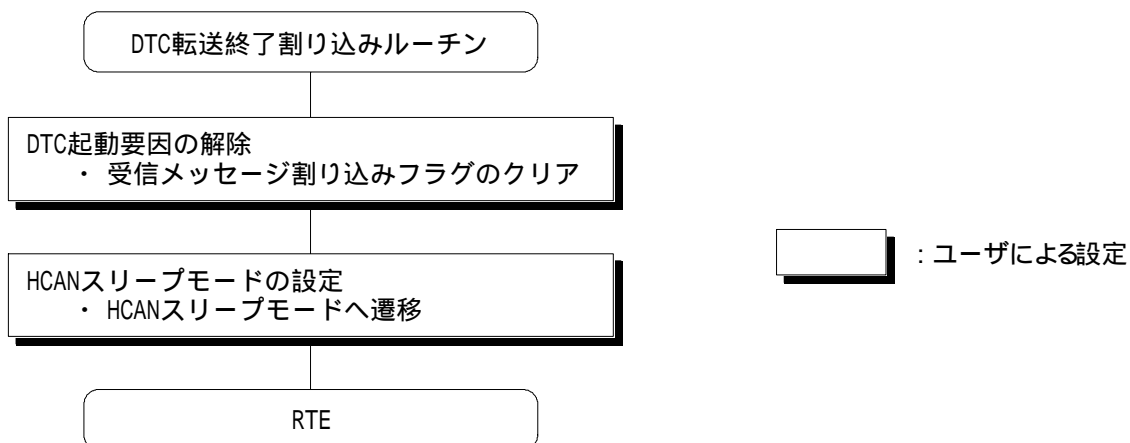 DTC転送終了割り込みルーチン
DTC起動要因の解除
・ 受信メッセージ割り込みフラグのクリア
HCANスリープモードの設定
・ HCANスリープモードへ遷移
：ユーザによる設定
RTE